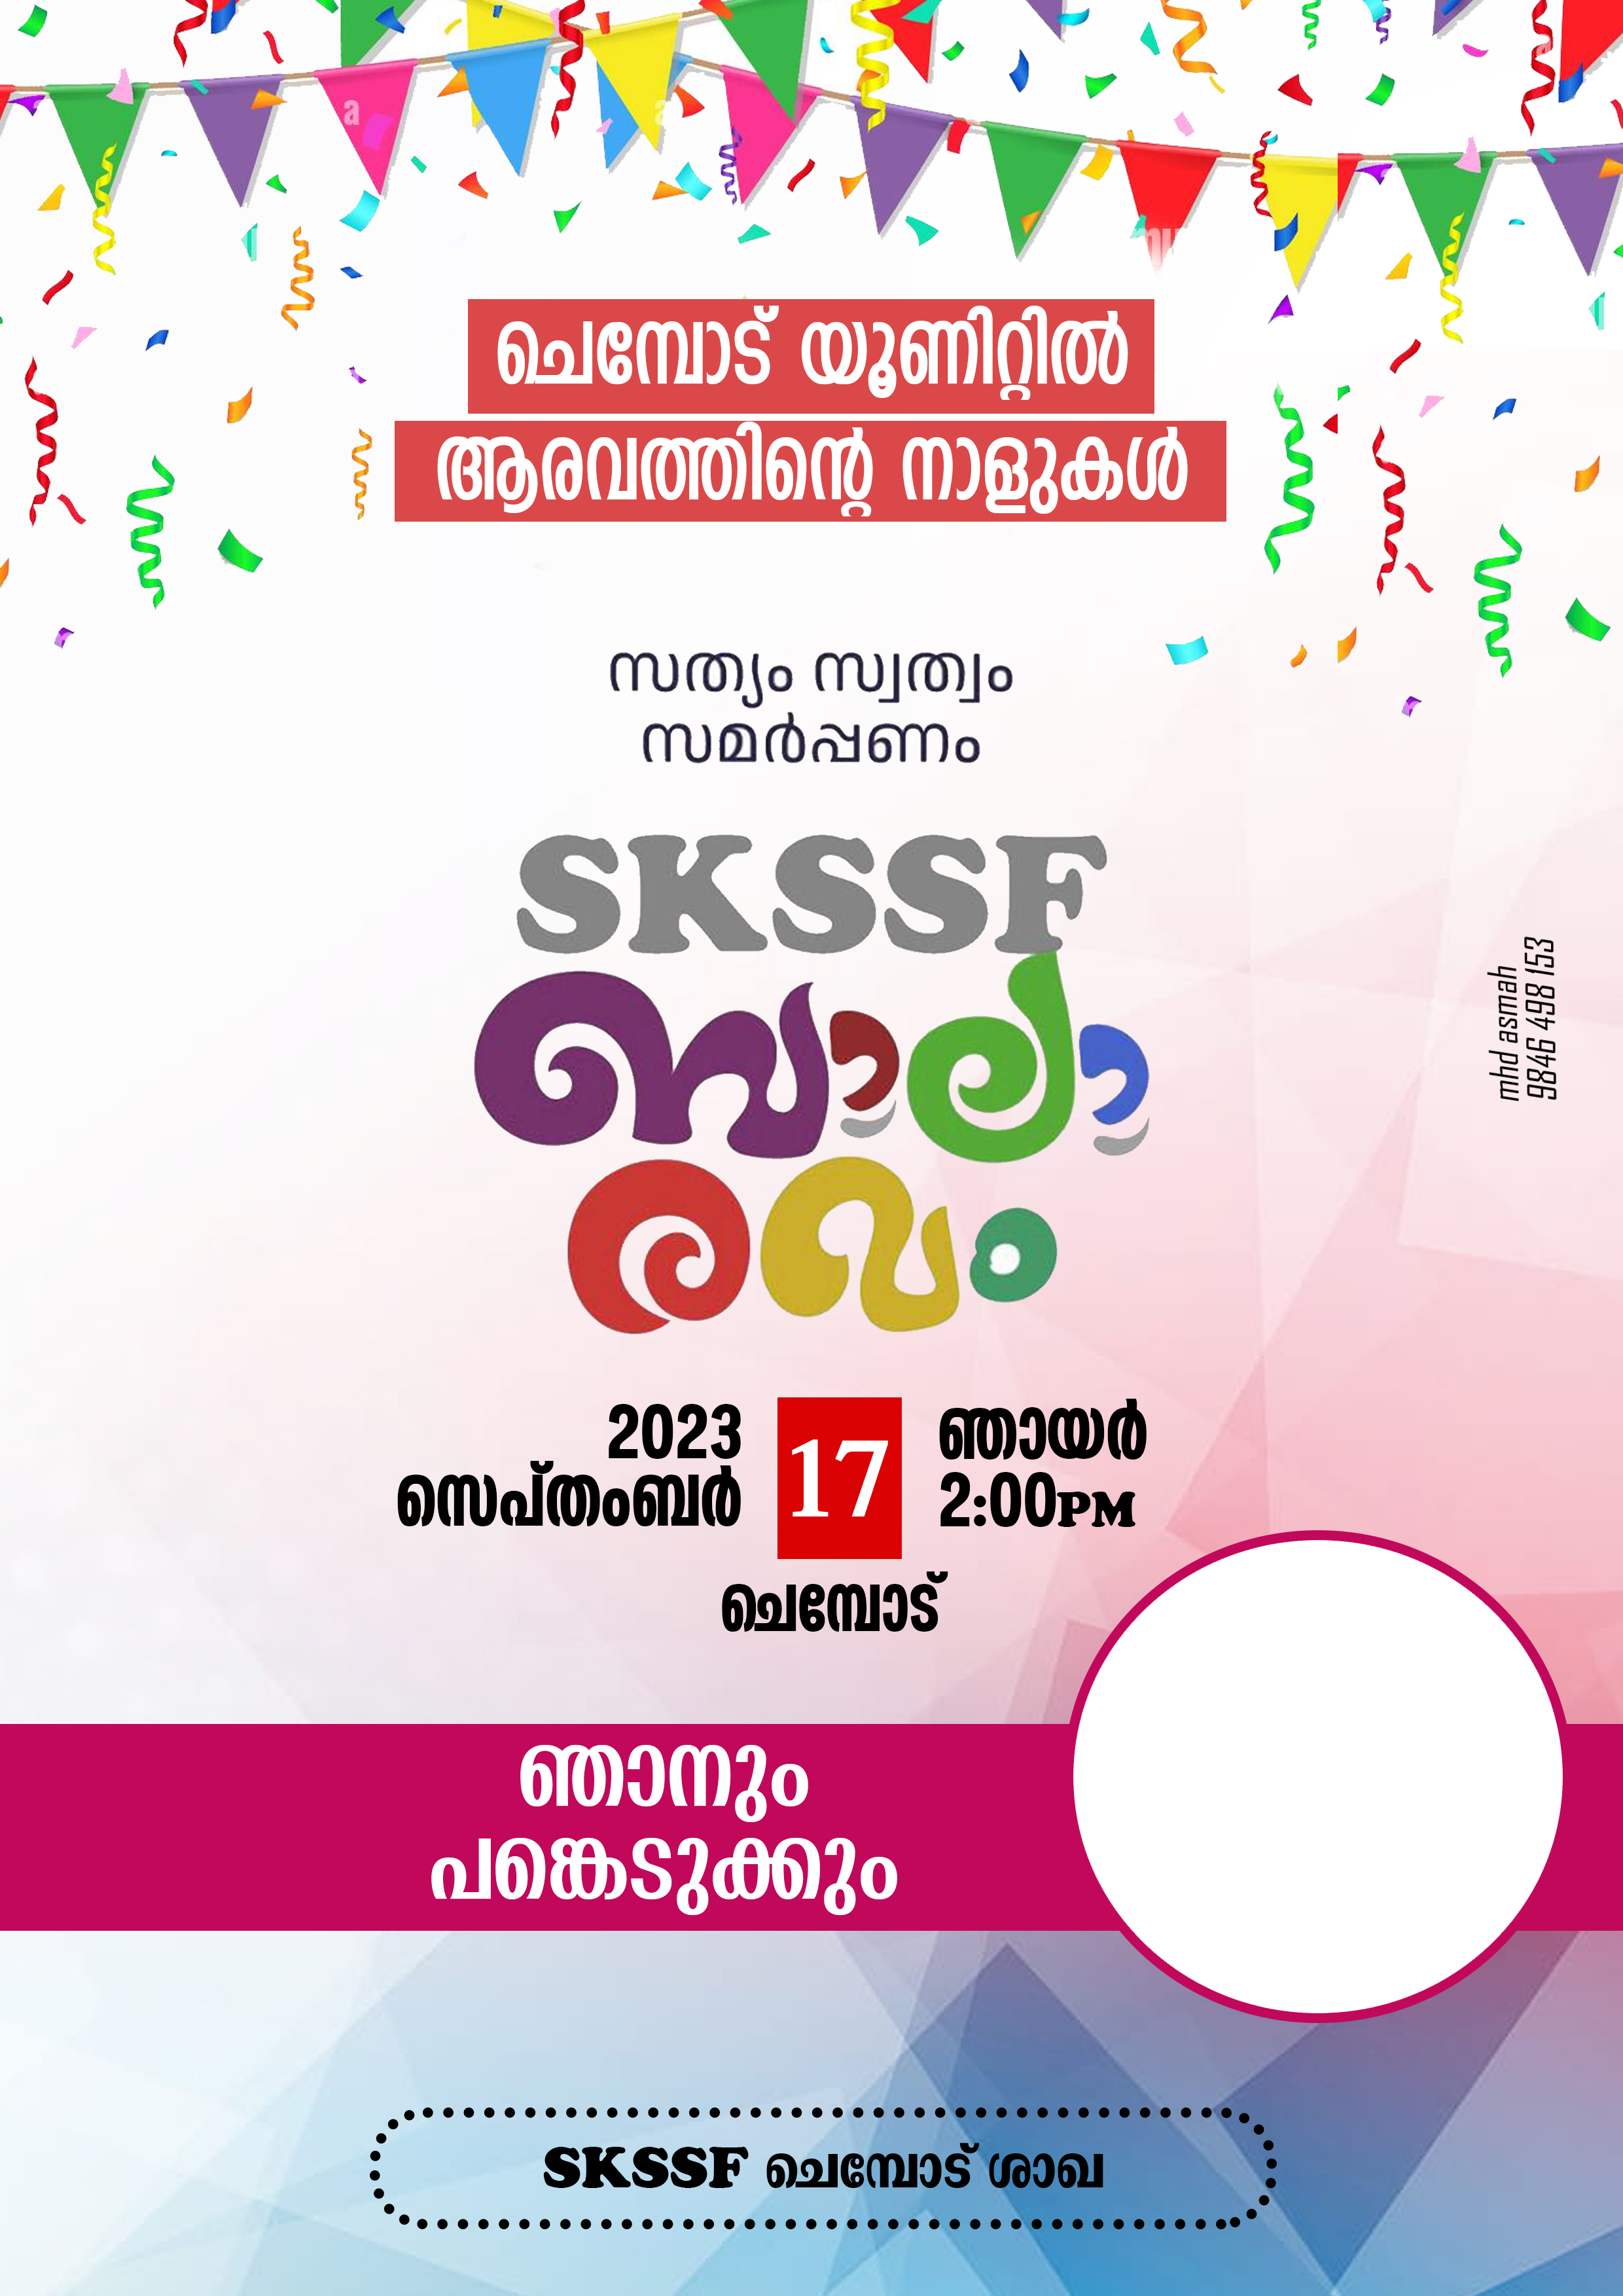 ചെമ്പോട് യൂണിറ്റിൽ
ആരവത്തിന്റെ നാളുകൾ
സത്യം സ്വത്വം
സമർപ്പണം
SKSSF
ബാലാ
രവം
mhd asmah
9846 498 153
2023
സെപ്തംബർ
17
ഞായർ
2:00PM
ചെമ്പോട്
ഞാനും
പങ്കെടുക്കും
SKSSF ചെമ്പോട് ശാഖ